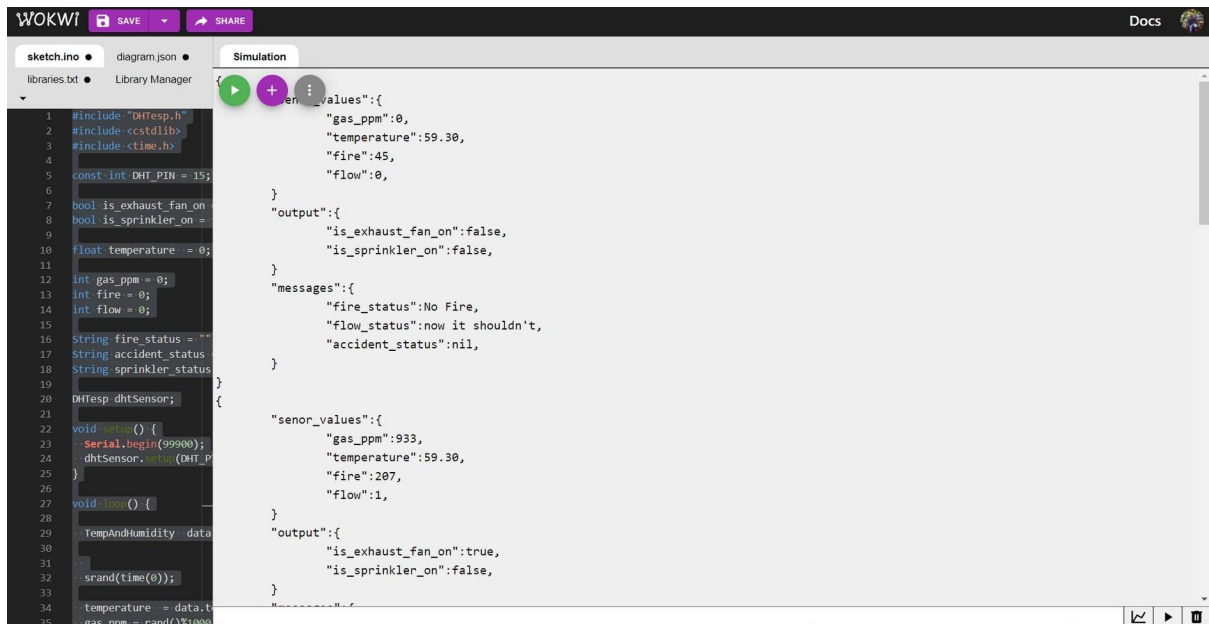 WOKWi SAVE SHARE Docs
sketch.ino ● diagram.json ● Simulation
libraries.txt ● Library Manager
1 #include "DHTesp.h"
2 #include <cstdlib>
3 #include <time.h>
4
5 const int DHT_PIN = 15;
6
7 bool is_exhaust_fan_on
8 bool is_sprinkler_on =
9
10 float temperature = 0;
11
12 int gas_ppm = 0;
13 int fire = 0;
14 int flow = 0;
15
16 String fire_status = ""
17 String accident_status
18 String sprinkler_status
19
20 DHTesp dhtSensor;
21
22 void setup() {
23 Serial.begin(99900);
24 dhtSensor.setup(DHT_P
25 }
26
27 void loop() {
28
29 TempAndHumidity data
30
31
32 srand(time(0));
33
34 temperature = data.t
35 gas_ppm = rand()%1000
{
values":{
"gas_ppm":0,
"temperature":59.30,
"fire":45,
"flow":0,
}
"output":{
"is_exhaust_fan_on":false,
"is_sprinkler_on":false,
}
"messages":{
"fire_status":No Fire,
"flow_status":now it shouldn't,
"accident_status":nil,
}
}
{
"senor_values":{
"gas_ppm":933,
"temperature":59.30,
"fire":207,
"flow":1,
}
"output":{
"is_exhaust_fan_on":true,
"is_sprinkler_on":false,
}